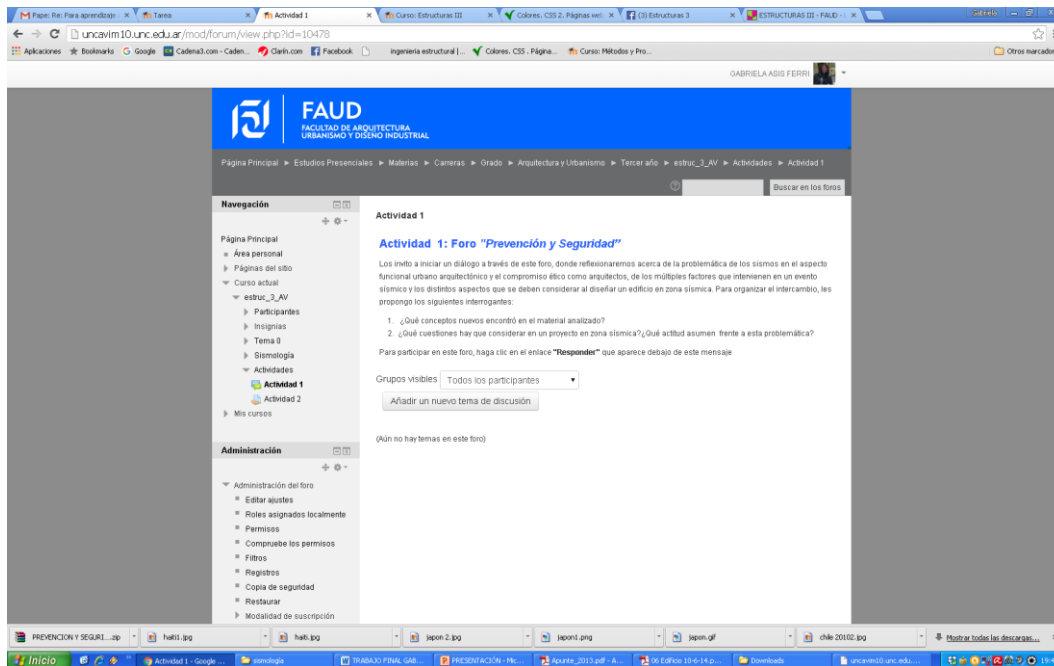 Pape: Re: Para aprendizaje
Tarea
Actividad 1
Curso: Estructuras III
Colores. CSS 2. Páginas wel
(3) Estructuras 3
ESTRUCTURAS III - FAUD -
uncavim10.unc.edu.ar/mod/forum/view.php?id=10478
Aplicaciones
Bookmarks
Google
Cadena3.com - Caden...
Clarín.com
Facebook
ingenieria estructural |...
Colores. CSS . Página...
Curso: Métodos y Pro...
Otros marcador
GABRIELA ASIS FERRI
FAUD
FACULTAD DE ARQUITECTURA
URBANISMO Y DISEÑO INDUSTRIAL
Página Principal ► Estudios Presenciales ► Materias ► Carreras ► Grado ► Arquitectura y Urbanismo ► Tercer año ► estruc_3_AV ► Actividades ► Actividad 1
Buscar en los foros
Navegación
Página Principal
Área personal
Páginas del sitio
Curso actual
estruc_3_AV
Participantes
Insignias
Tema 0
Sismología
Actividades
Actividad 1
Actividad 2
Mis cursos
Administración
Administración del foro
Editar ajustes
Roles asignados localmente
Permisos
Compruebe los permisos
Filtros
Registros
Copia de seguridad
Restaurar
Modalidad de suscripción
Actividad 1
Actividad 1: Foro "Prevención y Seguridad"
Los invito a iniciar un diálogo a través de este foro, donde reflexionaremos acerca de la problemática de los sismos en el aspecto
funcional urbano arquitectónico y el compromiso ético como arquitectos, de los múltiples factores que intervienen en un evento
sísmico y los distintos aspectos que se deben considerar al diseñar un edificio en zona sísmica. Para organizar el intercambio, les
propongo los siguientes interrogantes:
1. ¿Qué conceptos nuevos encontró en el material analizado?
2. ¿Qué cuestiones hay que considerar en un proyecto en zona sísmica?¿Qué actitud asumen frente a esta problemática?
Para participar en este foro, haga clic en el enlace "Responder" que aparece debajo de este mensaje
Grupos visibles Todos los participantes
Añadir un nuevo tema de discusión
(Aún no hay temas en este foro)
PREVENCION Y SEGURI....zip
haiti1.jpg
haiti.jpg
japon 2.jpg
japon1.png
japon.gif
chile 20102.jpg
Mostrar todas las descargas...
Inicio
Actividad 1 - Google ...
sismologia
TRABAJO FINAL GAB...
PRESENTACIÓN - Mic...
Apunte_2013.pdf - A...
06 Edificio 10-6-14.p...
Downloads
uncavim10.unc.edu....